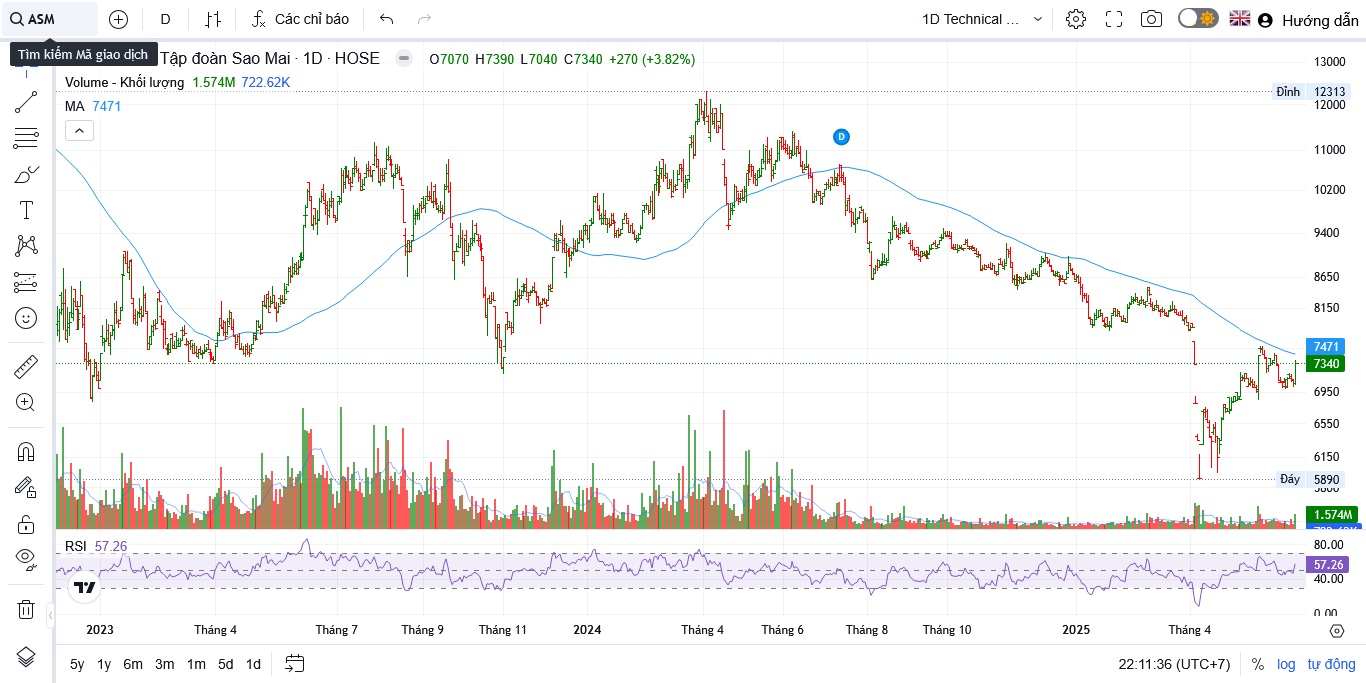 ASM
D
Các chỉ báo
1D Technical ...
Hướng dẫn
Tìm kiếm Mã giao dịch
Tập đoàn Sao Mai · 1D · HOSE
O7070 H7390 L7040 C7340 +270 (+3.82%)
Volume - Khối lượng 1.574M 722.62K
MA 7471
D
13000
Đỉnh 12313
12000
11000
10200
9400
8650
8150
7471
7340
6950
6550
6150
Đáy 5890
1.574M
RSI 57.26
80.00
57.26
40.00
0.00
2023
Tháng 4
Tháng 7
Tháng 9
Tháng 11
2024
Tháng 4
Tháng 6
Tháng 8
Tháng 10
2025
Tháng 4
5y 1y 6m 3m 1m 5d 1d
22:11:36 (UTC+7)
% log tự động